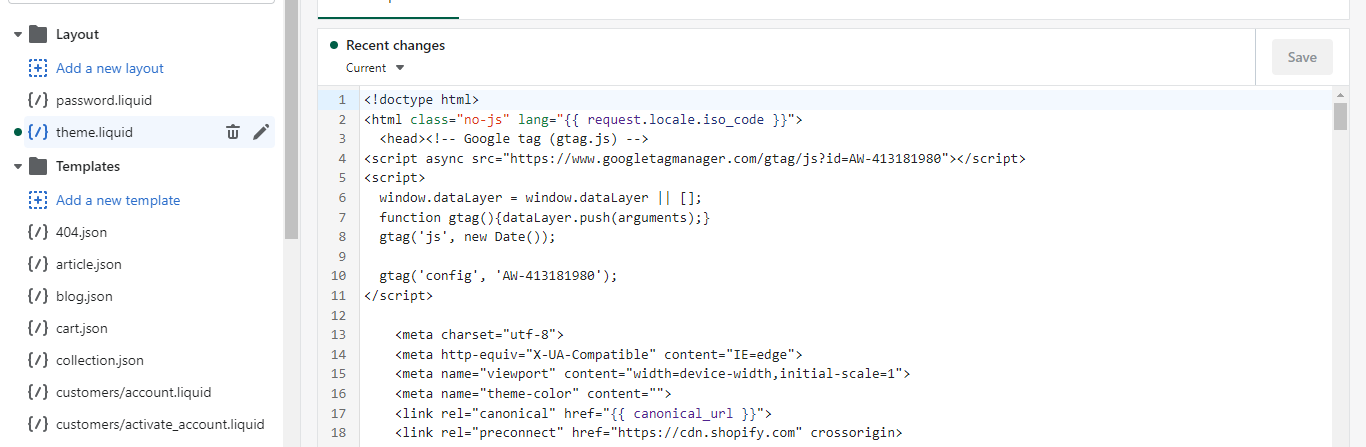 Layout
Add a new layout
password.liquid
theme.liquid
Templates
Add a new template
404.json
article.json
blog.json
cart.json
collection.json
customers/account.liquid
customers/activate_account.liquid
Recent changes
Current
Save
1 <!doctype html>
2 <html class="no-js" lang="{{ request.locale.iso_code }}">
3 <head><!-- Google tag (gtag.js) -->
4 <script async src="https://www.googletagmanager.com/gtag/js?id=AW-413181980"></script>
5 <script>
6 window.dataLayer = window.dataLayer || [];
7 function gtag(){dataLayer.push(arguments);}
8 gtag('js', new Date());
9
10 gtag('config', 'AW-413181980');
11 </script>
12
13 <meta charset="utf-8">
14 <meta http-equiv="X-UA-Compatible" content="IE=edge">
15 <meta name="viewport" content="width=device-width,initial-scale=1">
16 <meta name="theme-color" content="">
17 <link rel="canonical" href="{{ canonical_url }}">
18 <link rel="preconnect" href="https://cdn.shopify.com" crossorigin>